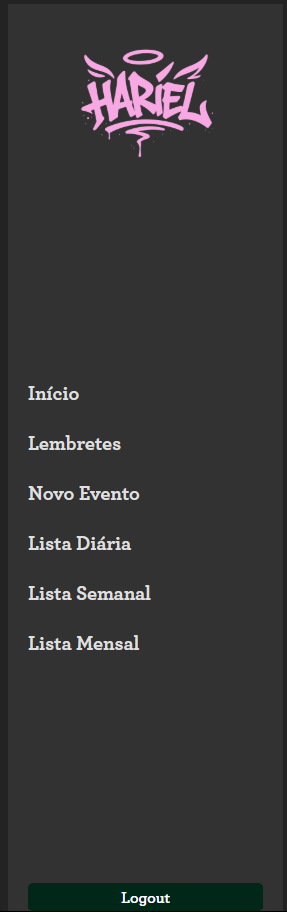 HARIEL
Início
Lembretes
Novo Evento
Lista Diária
Lista Semanal
Lista Mensal
Logout